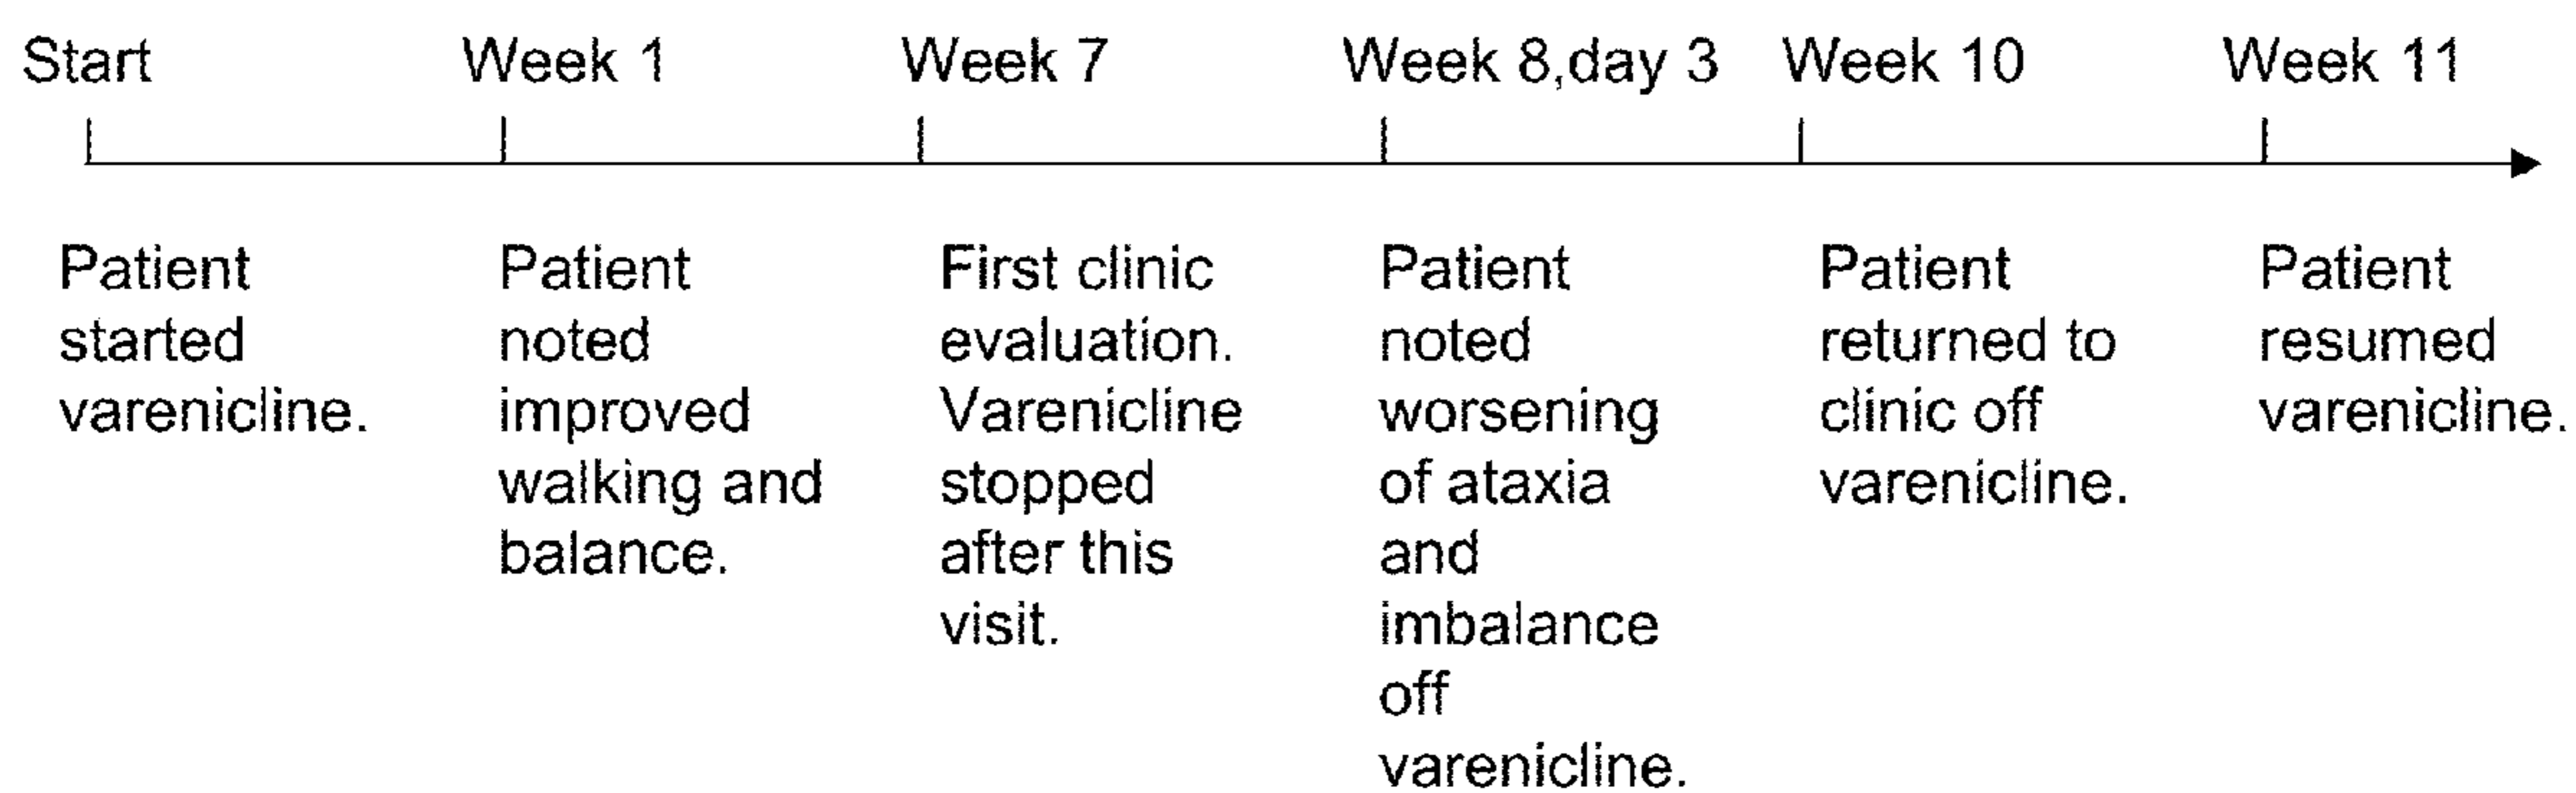 Start
Week 1
Week 7
Week 8,day 3
Week 10
Week 11
Patient
started
varenicline.
Patient
noted
improved
walking and
balance.
First clinic
evaluation.
Varenicline
stopped
after this
visit.
Patient
noted
worsening
of ataxia
and
imbalance
off
varenicline.
Patient
returned to
clinic off
varenicline.
Patient
resumed
varenicline.